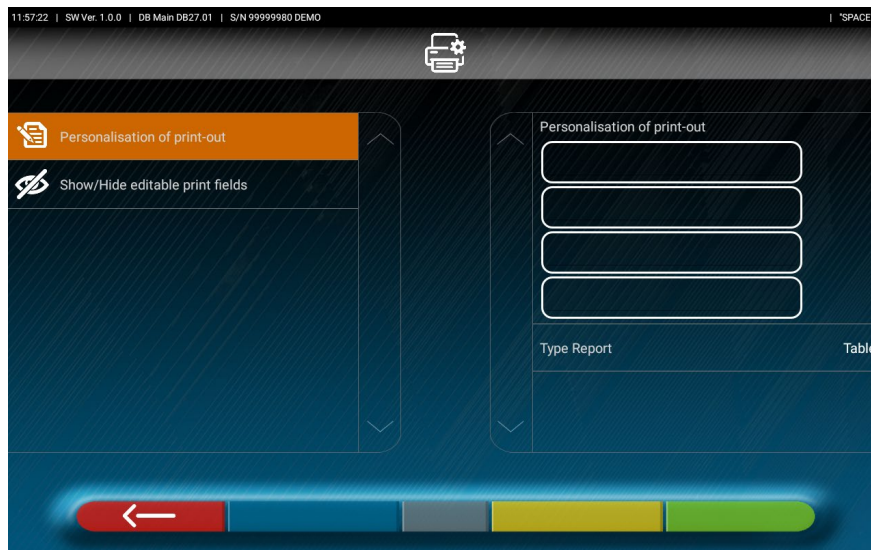 11:57:22 | SW Ver. 1.0.0 | DB Main DB27.01 | S/N 99999980 DEMO | "SPACE
Personalisation of print-out
Show/Hide editable print fields
Personalisation of print-out
Type Report Table